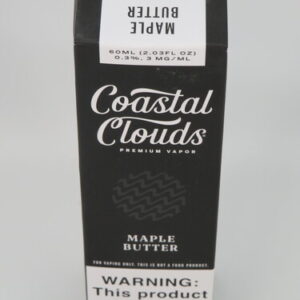 MAPLE
BUTTER
60ML (2.03FL OZ)
0.3%, 3 MG/ML
Coastal
Clouds
PREMIUM VAPOR
MAPLE
BUTTER
FOR VAPING ONLY. THIS IS NOT A FOOD PRODUCT.
WARNING:
This product